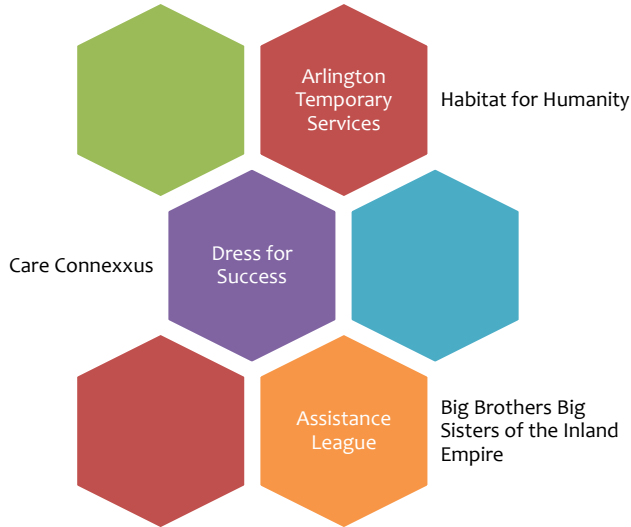 Arlington
Temporary
Services
Habitat for Humanity
Care Connexxus
Dress for
Success
Assistance
League
Big Brothers Big
Sisters of the Inland
Empire